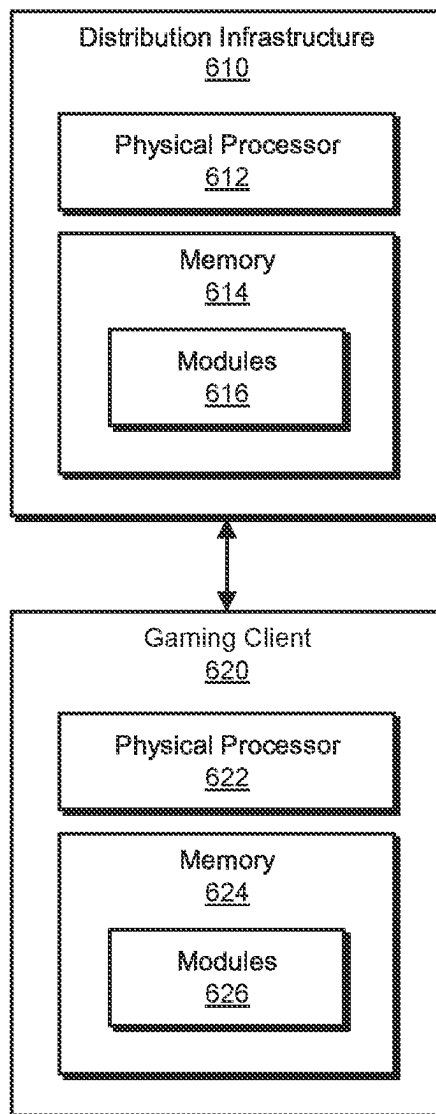 Distribution Infrastructure
610
Physical Processor
612
Memory
614
Modules
616
Gaming Client
620
Physical Processor
622
Memory
624
Modules
626